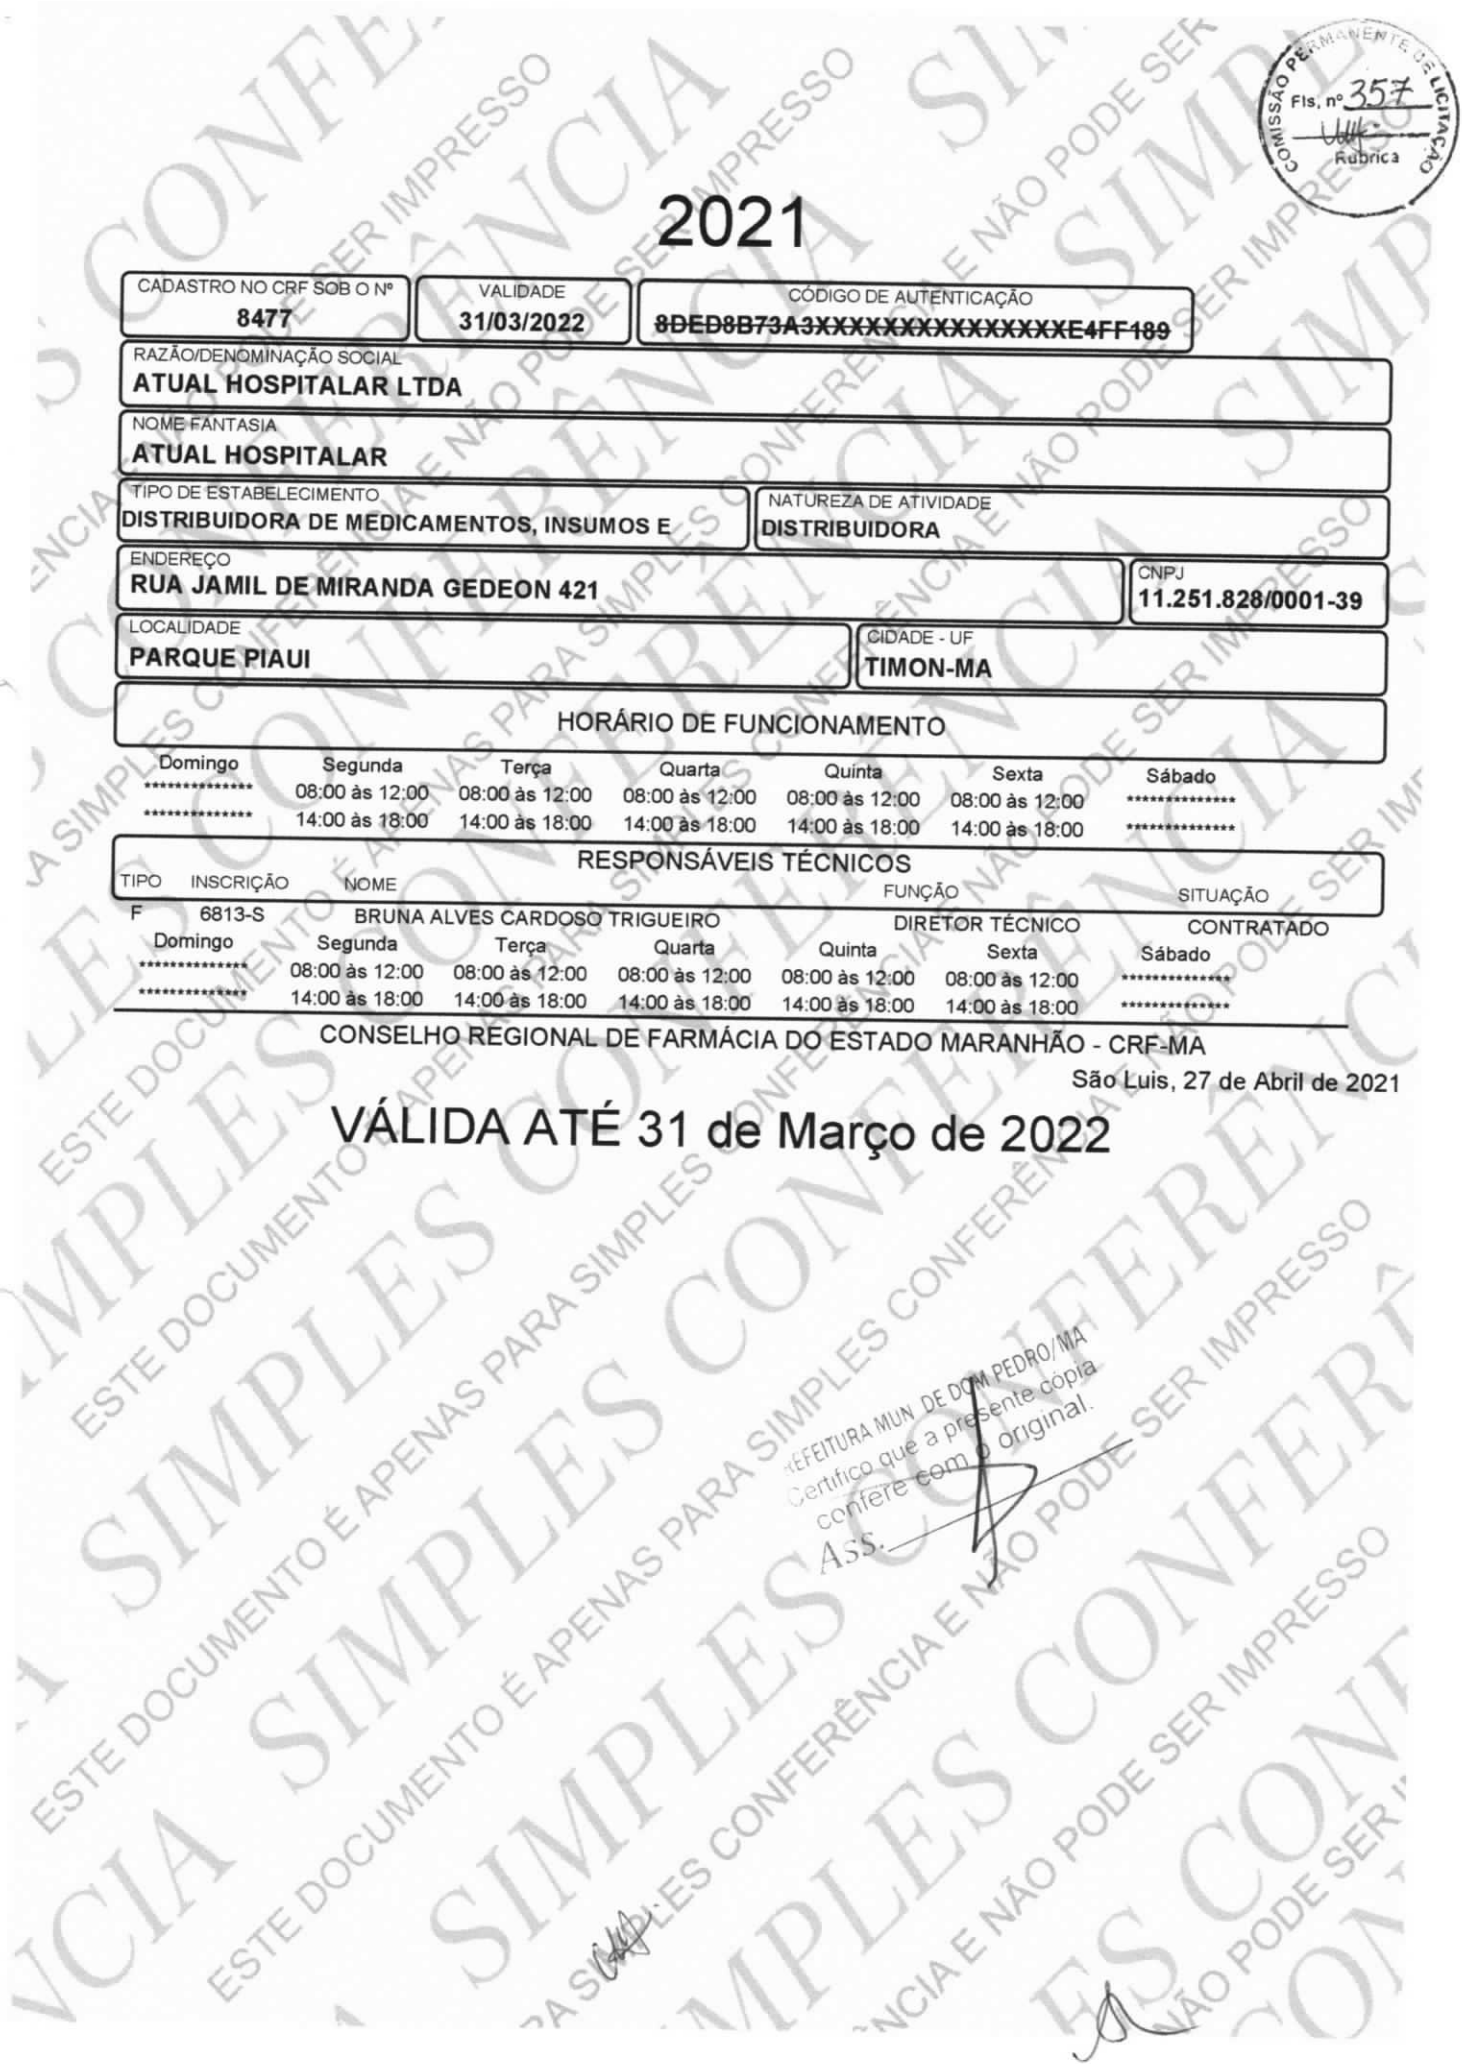 COMISSÃO PERMANENTE DE LICITAÇÃO
Fls, nº 357
Rubrica
2021
CADASTRO NO CRF SOB O Nº
8477
VALIDADE
31/03/2022
CÓDIGO DE AUTENTICAÇÃO
8DED8B73A3XXXXXXXXXXXXXXXXE4FF189
RAZÃO/DENOMINAÇÃO SOCIAL
ATUAL HOSPITALAR LTDA
NOME FANTASIA
ATUAL HOSPITALAR
TIPO DE ESTABELECIMENTO
DISTRIBUIDORA DE MEDICAMENTOS, INSUMOS E
NATUREZA DE ATIVIDADE
DISTRIBUIDORA
ENDEREÇO
RUA JAMIL DE MIRANDA GEDEON 421
CNPJ
11.251.828/0001-39
LOCALIDADE
PARQUE PIAUI
CIDADE - UF
TIMON-MA
HORÁRIO DE FUNCIONAMENTO
Domingo Segunda Terça Quarta Quinta Sexta Sábado
************** 08:00 às 12:00 08:00 às 12:00 08:00 às 12:00 08:00 às 12:00 08:00 às 12:00 **************
************** 14:00 às 18:00 14:00 às 18:00 14:00 às 18:00 14:00 às 18:00 14:00 às 18:00 **************
RESPONSÁVEIS TÉCNICOS
TIPO INSCRIÇÃO NOME FUNÇÃO SITUAÇÃO
F 6813-S BRUNA ALVES CARDOSO TRIGUEIRO DIRETOR TÉCNICO CONTRATADO
Domingo Segunda Terça Quarta Quinta Sexta Sábado
************** 08:00 às 12:00 08:00 às 12:00 08:00 às 12:00 08:00 às 12:00 08:00 às 12:00 **************
************** 14:00 às 18:00 14:00 às 18:00 14:00 às 18:00 14:00 às 18:00 14:00 às 18:00 **************
CONSELHO REGIONAL DE FARMÁCIA DO ESTADO MARANHÃO - CRF-MA
São Luis, 27 de Abril de 2021
VÁLIDA ATÉ 31 de Março de 2022
EFEITURA MUN. DE DOM PEDRO/MA
Certifico que a presente cópia
confere com o original.
Ass.
SIMPLES CONFERÊNCIA
ESTE DOCUMENTO É APENAS PARA SIMPLES CONFERÊNCIA E NÃO PODE SER IMPRESSO